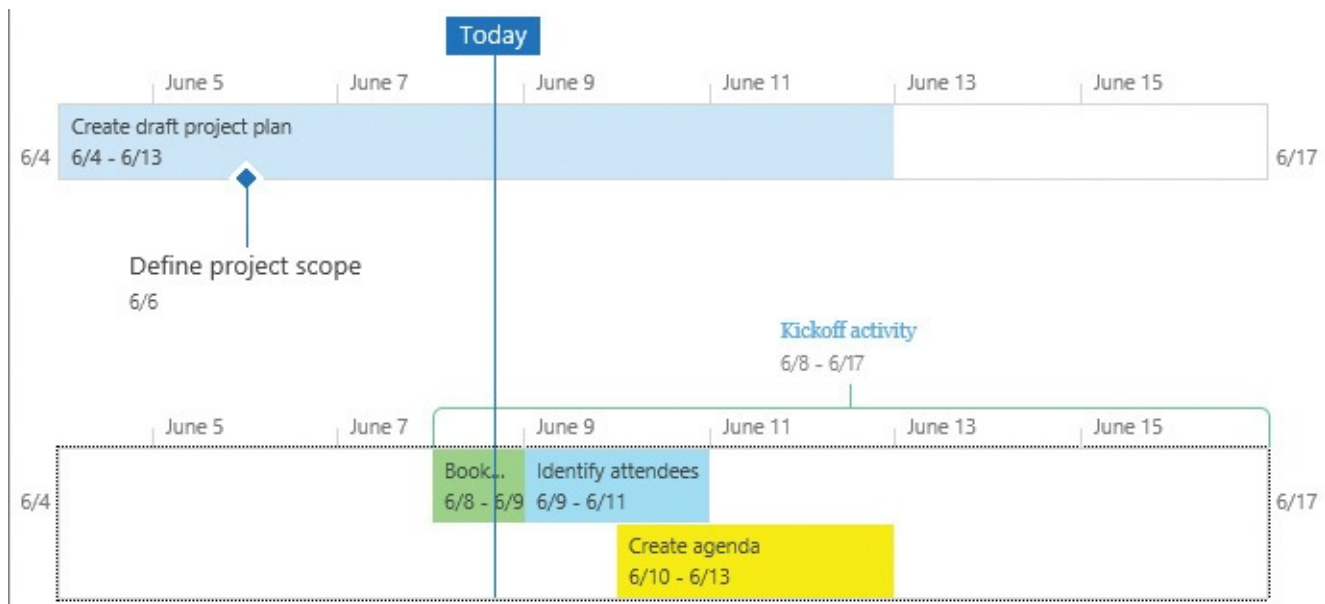 Today
June 5 June 7 June 9 June 11 June 13 June 15
Create draft project plan
6/4 6/4 - 6/13 6/17
Define project scope
6/6
Kickoff activity
6/8 - 6/17
June 5 June 7 June 9 June 11 June 13 June 15
Book... Identify attendees
6/4 6/8 - 6/9 6/9 - 6/11 6/17
Create agenda
6/10 - 6/13